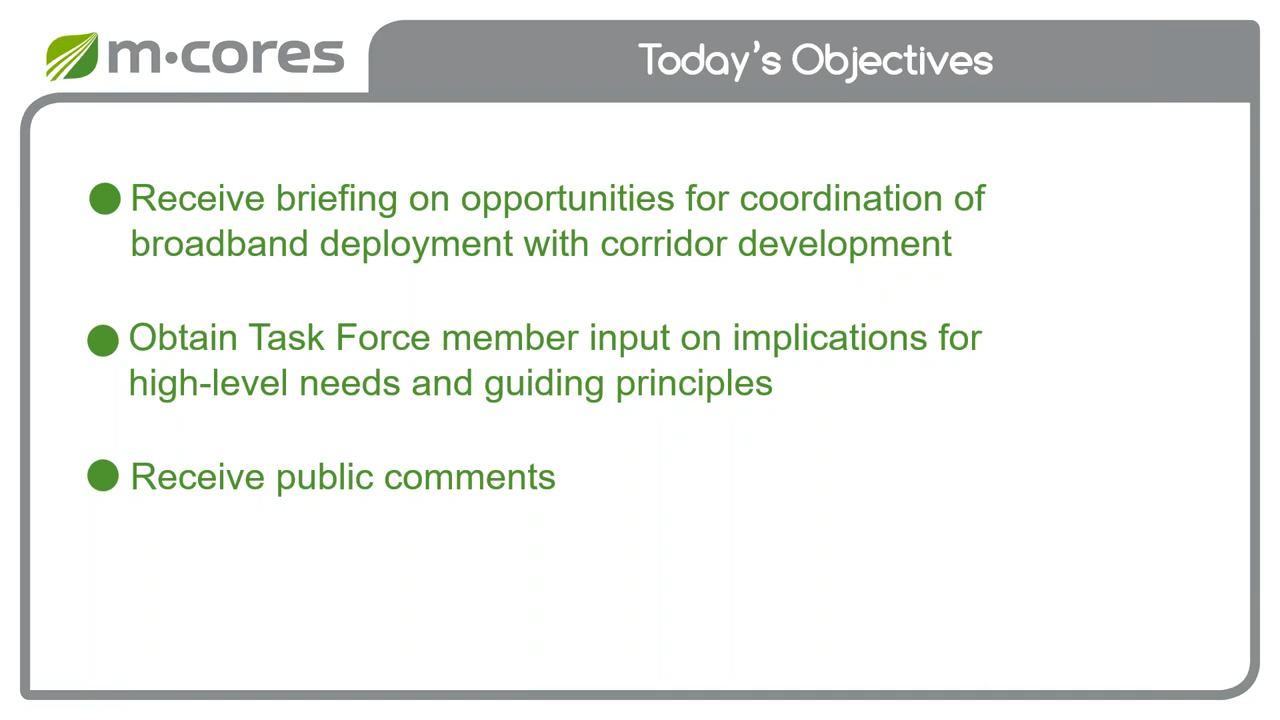 m·cores
Today's Objectives
Receive briefing on opportunities for coordination of
broadband deployment with corridor development
Obtain Task Force member input on implications for
high-level needs and guiding principles
Receive public comments